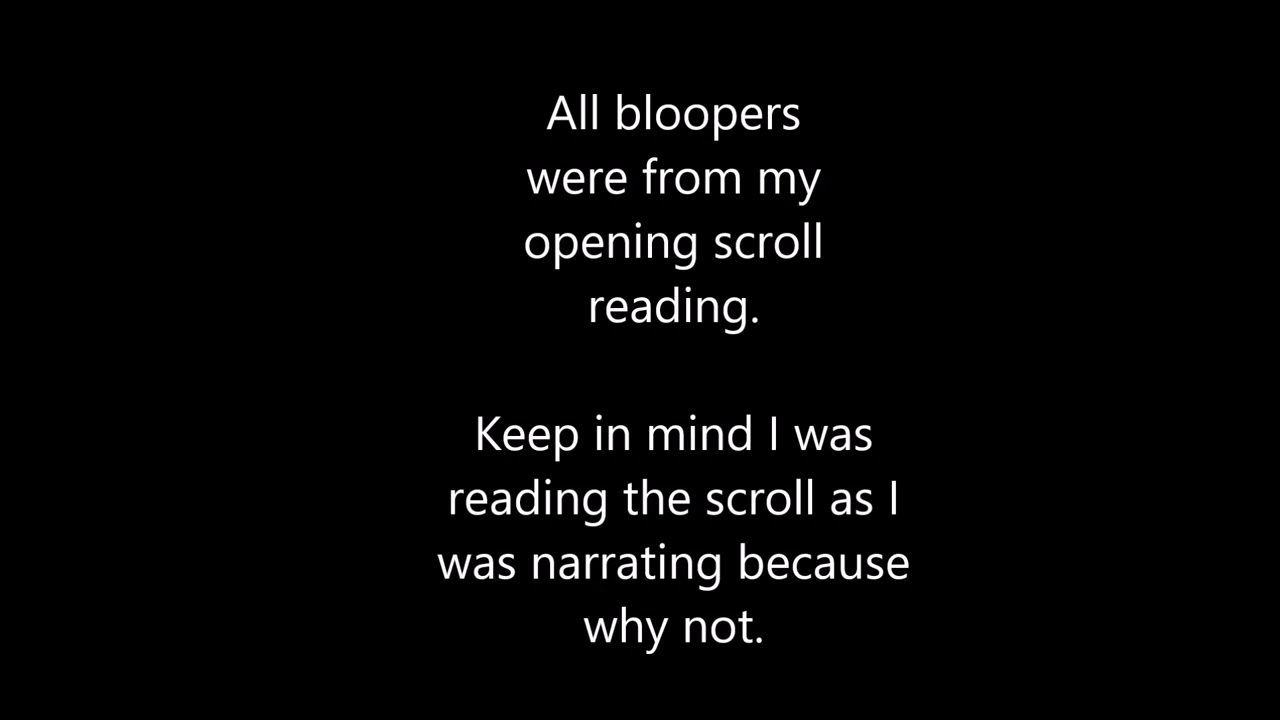 All bloopers
were from my
opening scroll
reading.
Keep in mind I was
reading the scroll as I
was narrating because
why not.